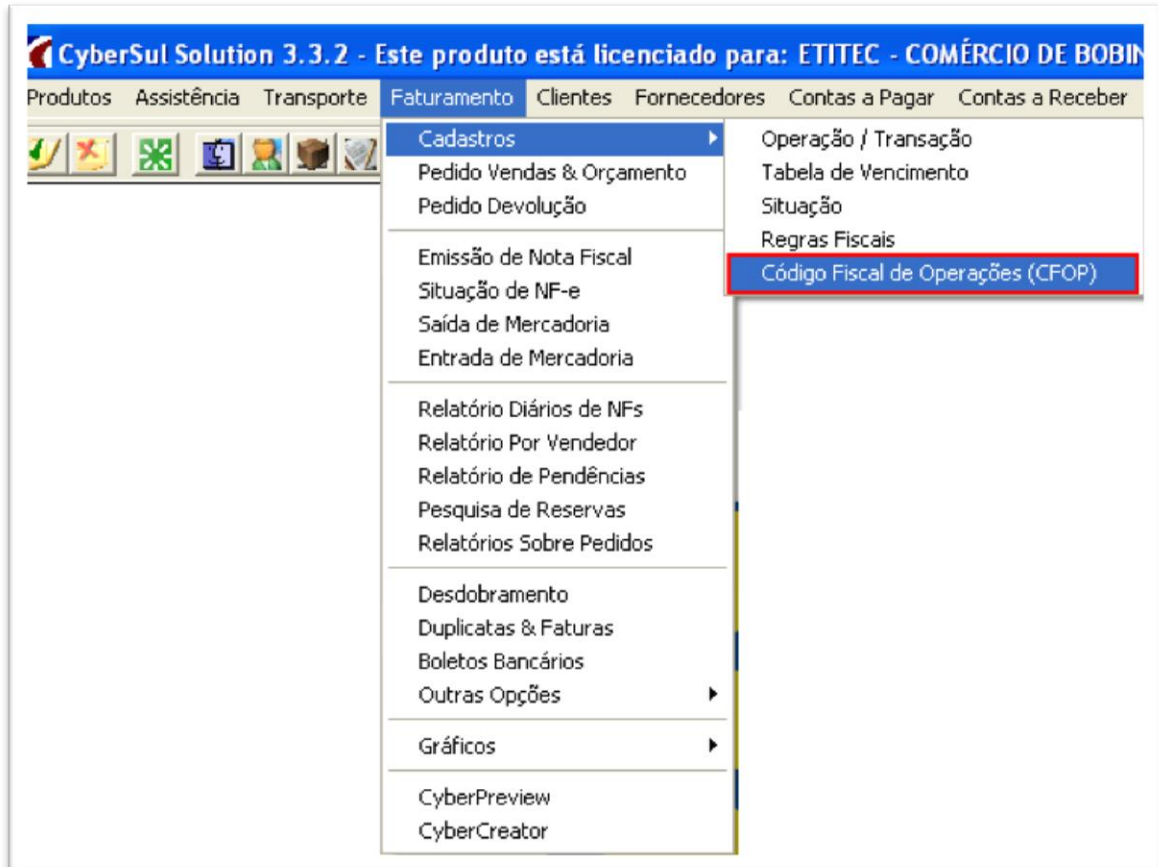 CyberSul Solution 3.3.2 - Este produto está licenciado para: ETITEC - COMÉRCIO DE
Produtos Assistência Transporte Faturamento Clientes Fornecedores Contas a Pagar Contas a Receber
Cadastros
Pedido Vendas & Orçamento
Pedido Devolução
Emissão de Nota Fiscal
Situação de NF-e
Saída de Mercadoria
Entrada de Mercadoria
Relatório Diários de NFs
Relatório Por Vendedor
Relatório de Pendências
Pesquisa de Reservas
Relatórios Sobre Pedidos
Desdobramento
Duplicatas & Faturas
Boletos Bancários
Outras Opções
Gráficos
CyberPreview
CyberCreator
Operação / Transação
Tabela de Vencimento
Situação
Regras Fiscais
Código Fiscal de Operações (CFOP)